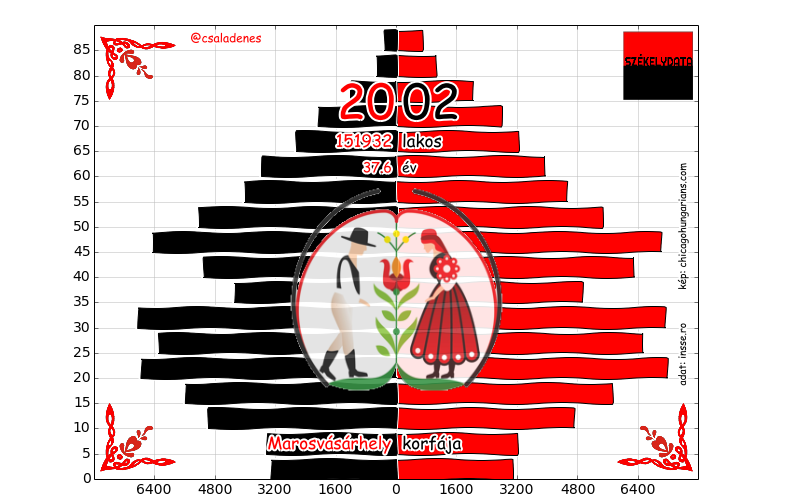 @csaladenes
SZÉKELYDATA
2002
151932 lakos
37.6 év
kép: chicagohungarians.com
adat: insse.ro
Marosvásárhely korfája
85
80
75
70
65
60
55
50
45
40
35
30
25
20
15
10
5
0
6400 4800 3200 1600 0 1600 3200 4800 6400